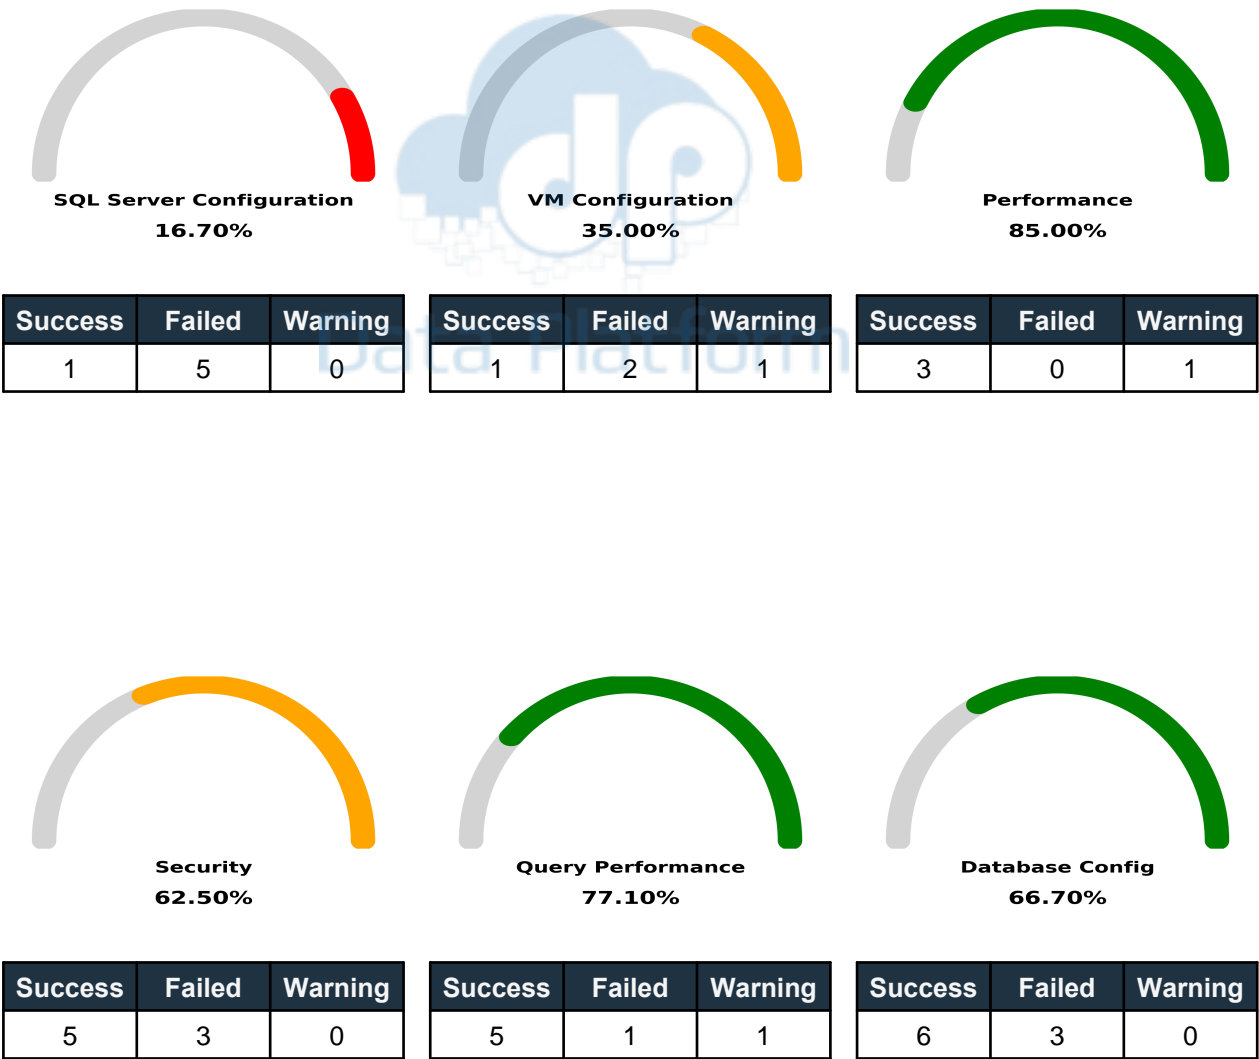 SQL Server Configuration
16.70%
VM Configuration
35.00%
Performance
85.00%
Success Failed Warning
1 5 0
Success Failed Warning
1 2 1
Success Failed Warning
3 0 1
dp
Data Platform
Security
62.50%
Query Performance
77.10%
Database Config
66.70%
Success Failed Warning
5 3 0
Success Failed Warning
5 1 1
Success Failed Warning
6 3 0